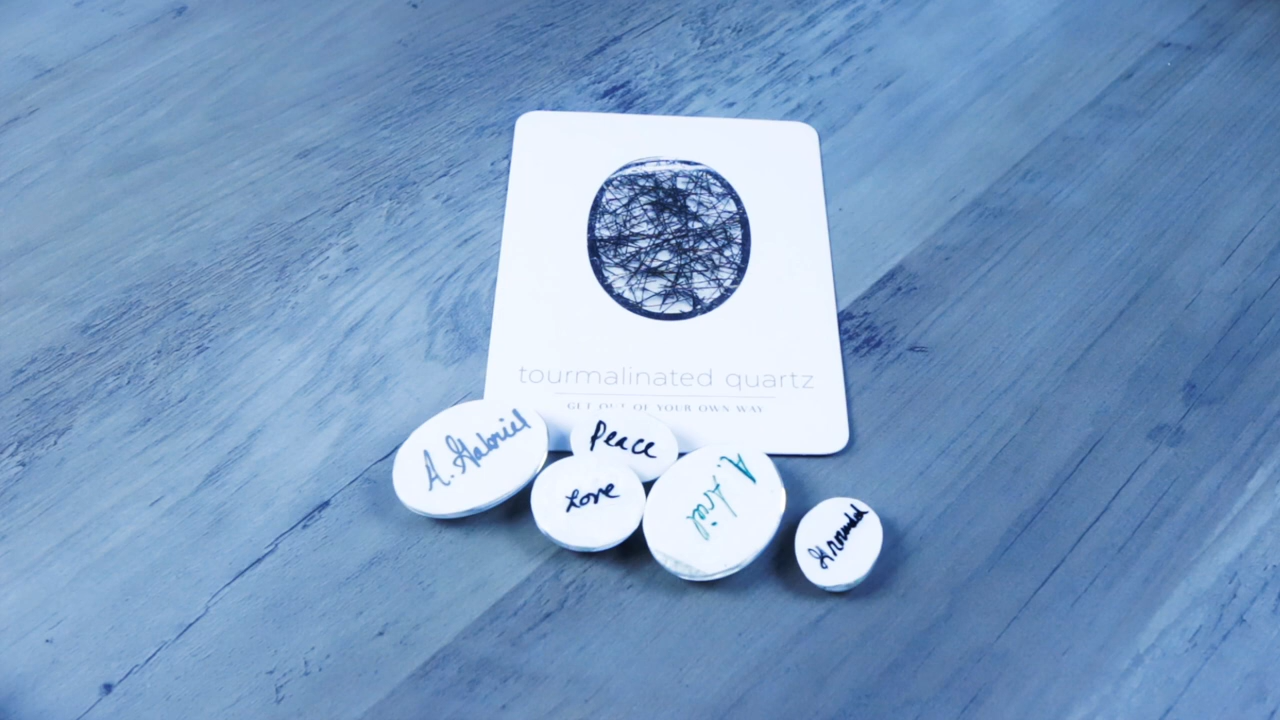 tourmalinated quartz
GET OUT OF YOUR OWN WAY
A. Gabriel
Peace
Love
A. Ariel
Grounded